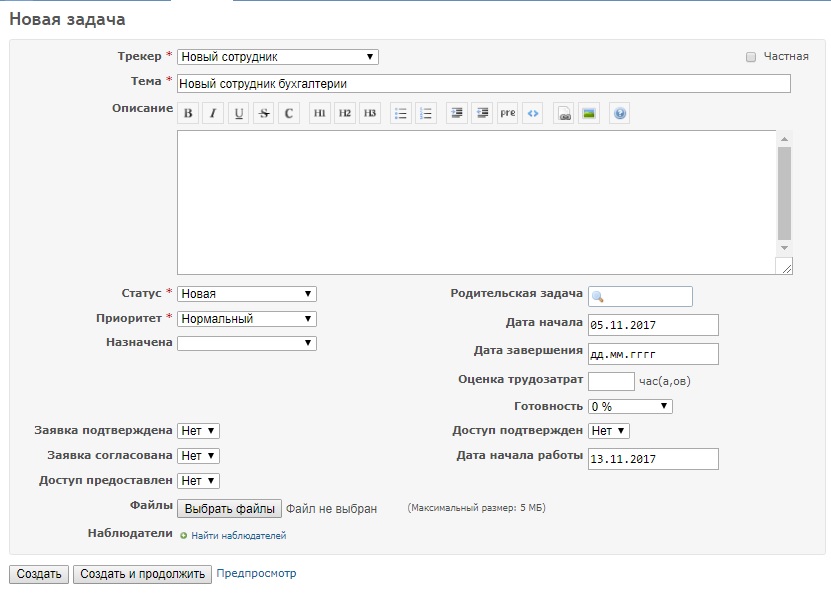 Новая задача
Трекер * Новый сотрудник Частная
Тема * Новый сотрудник бухгалтерии
Описание B I U S C H1 H2 H3 pre <>
Статус * Новая Родительская задача
Приоритет * Нормальный Дата начала 05.11.2017
Назначена Дата завершения дд.мм.гггг
Оценка трудозатрат час(а,ов)
Готовность 0 %
Заявка подтверждена Нет Доступ подтвержден Нет
Заявка согласована Нет Дата начала работы 13.11.2017
Доступ предоставлен Нет
Файлы Выбрать файлы Файл не выбран (Максимальный размер: 5 МБ)
Наблюдатели Найти наблюдателей
Создать Создать и продолжить Предпросмотр